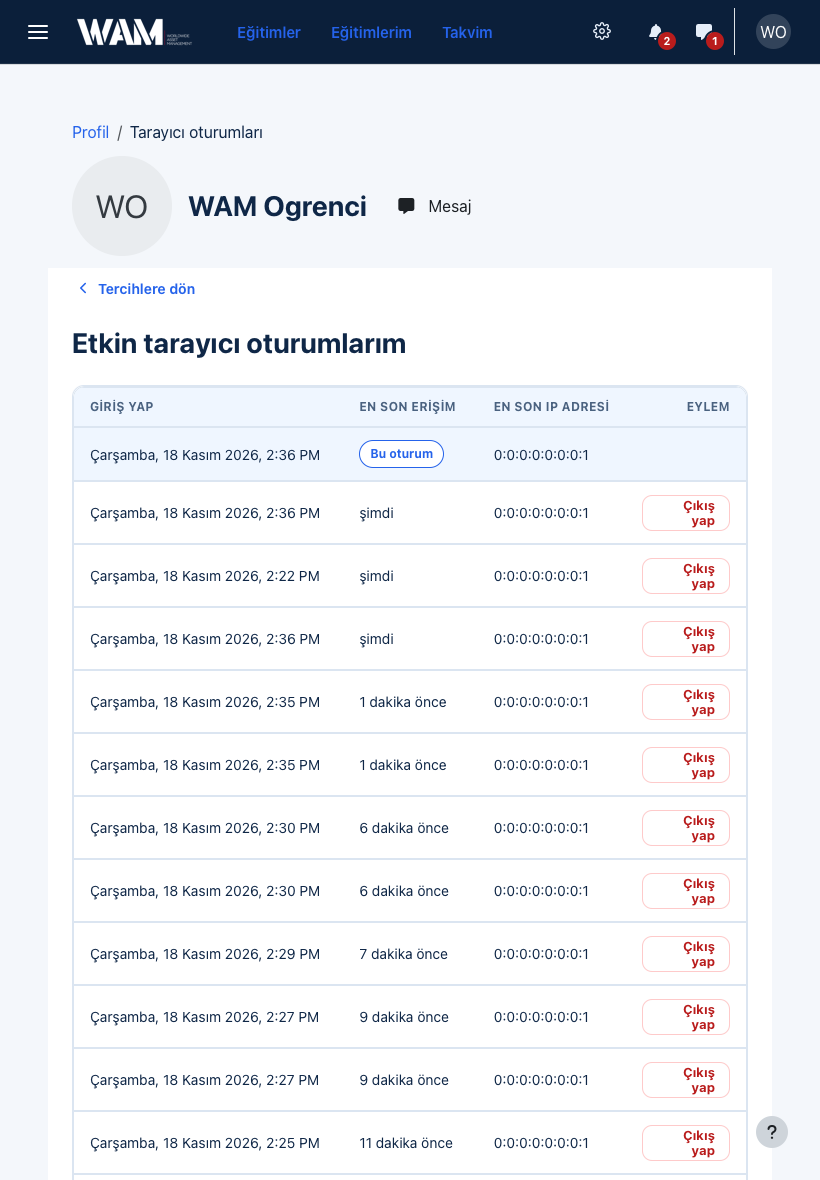 WAM WORLDWIDE ASSET MANAGEMENT Eğitimler Eğitimlerim Takvim 2 1 WO
Profil / Tarayıcı oturumları
WO WAM Ogrenci Mesaj
Tercihlere dön
Etkin tarayıcı oturumlarım
GİRİŞ YAP EN SON ERİŞİM EN SON IP ADRESİ EYLEM
Çarşamba, 18 Kasım 2026, 2:36 PM Bu oturum 0:0:0:0:0:0:0:1
Çarşamba, 18 Kasım 2026, 2:36 PM şimdi 0:0:0:0:0:0:0:1 Çıkış yap
Çarşamba, 18 Kasım 2026, 2:22 PM şimdi 0:0:0:0:0:0:0:1 Çıkış yap
Çarşamba, 18 Kasım 2026, 2:36 PM şimdi 0:0:0:0:0:0:0:1 Çıkış yap
Çarşamba, 18 Kasım 2026, 2:35 PM 1 dakika önce 0:0:0:0:0:0:0:1 Çıkış yap
Çarşamba, 18 Kasım 2026, 2:35 PM 1 dakika önce 0:0:0:0:0:0:0:1 Çıkış yap
Çarşamba, 18 Kasım 2026, 2:30 PM 6 dakika önce 0:0:0:0:0:0:0:1 Çıkış yap
Çarşamba, 18 Kasım 2026, 2:30 PM 6 dakika önce 0:0:0:0:0:0:0:1 Çıkış yap
Çarşamba, 18 Kasım 2026, 2:29 PM 7 dakika önce 0:0:0:0:0:0:0:1 Çıkış yap
Çarşamba, 18 Kasım 2026, 2:27 PM 9 dakika önce 0:0:0:0:0:0:0:1 Çıkış yap
Çarşamba, 18 Kasım 2026, 2:27 PM 9 dakika önce 0:0:0:0:0:0:0:1 Çıkış yap
Çarşamba, 18 Kasım 2026, 2:25 PM 11 dakika önce 0:0:0:0:0:0:0:1 Çıkış yap
?